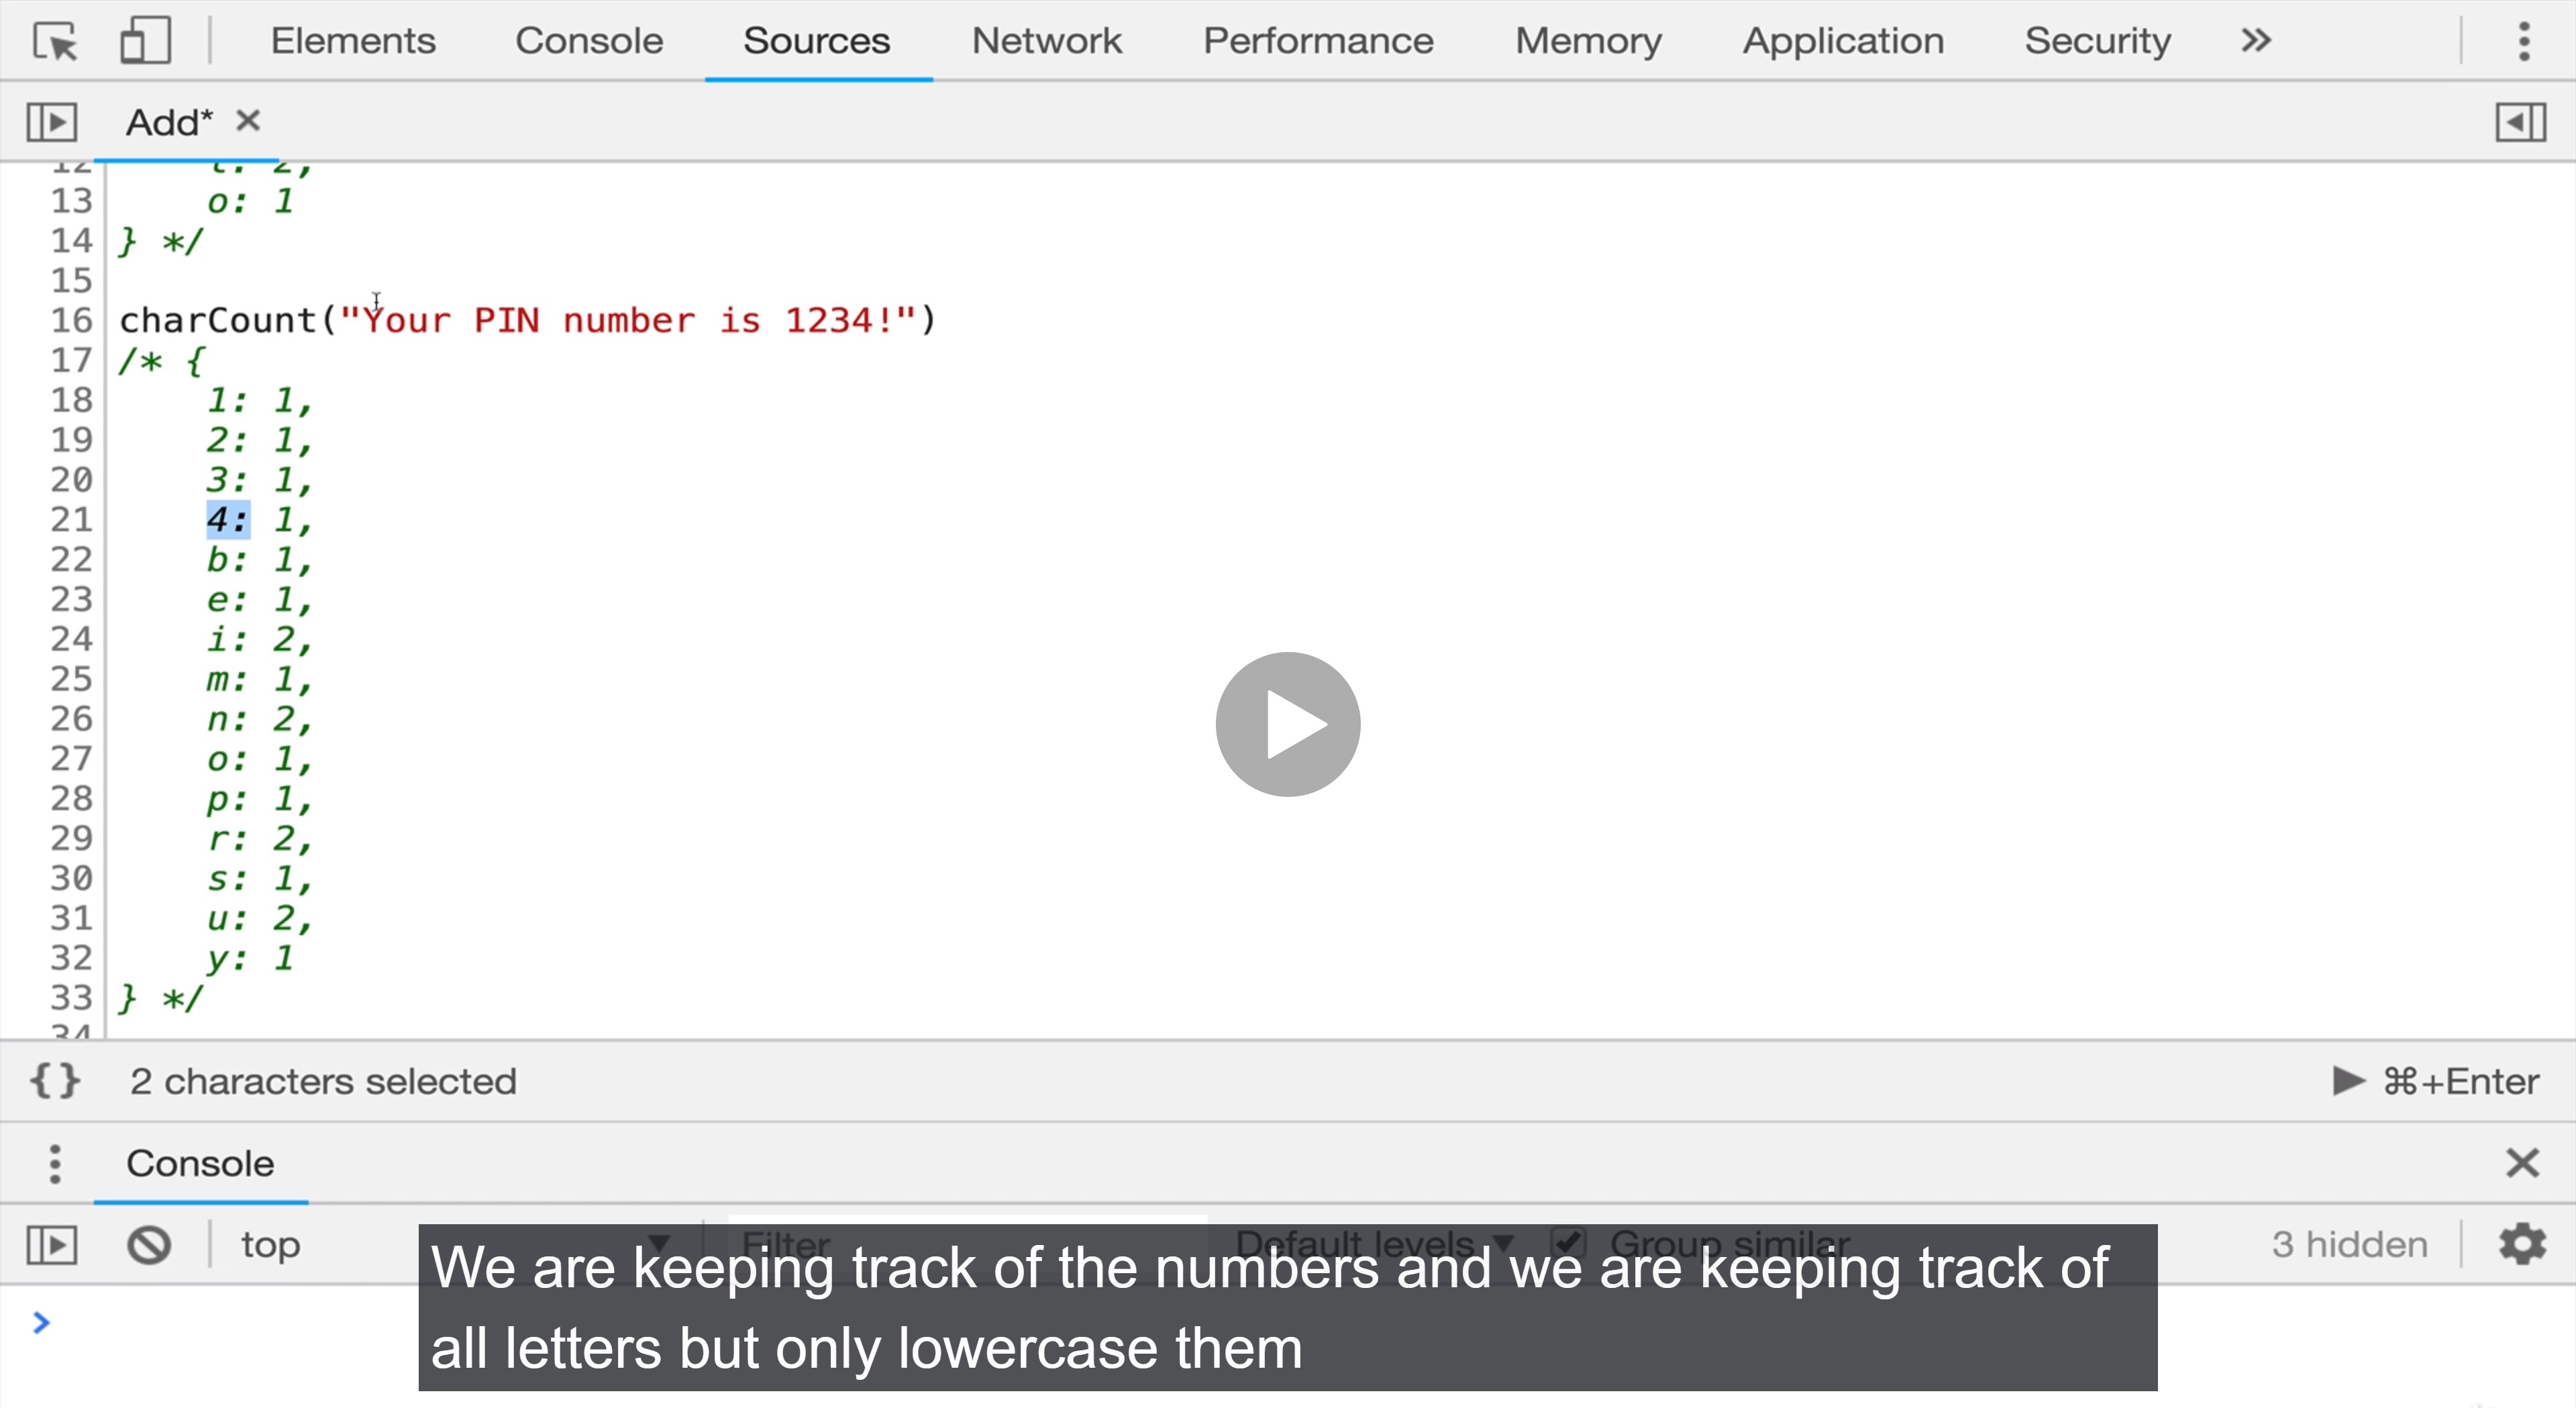 Elements Console Sources Network Performance Memory Application Security »
Add* ×
12 l: 2,
13 o: 1
14 } */
15
16 charCount("Your PIN number is 1234!")
17 /* {
18 1: 1,
19 2: 1,
20 3: 1,
21 4: 1,
22 b: 1,
23 e: 1,
24 i: 2,
25 m: 1,
26 n: 2,
27 o: 1,
28 p: 1,
29 r: 2,
30 s: 1,
31 u: 2,
32 y: 1
33 } */
34
{} 2 characters selected ⌘+Enter
Console
top Filter Default levels Group similar 3 hidden
We are keeping track of the numbers and we are keeping track of
all letters but only lowercase them
>